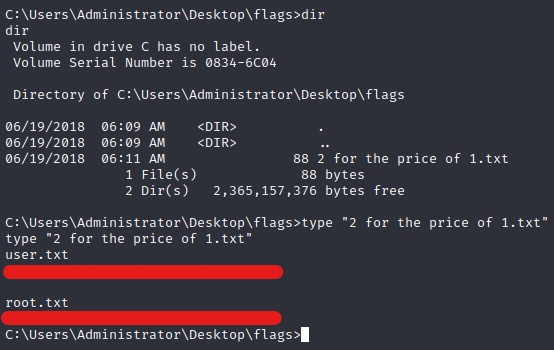 C:\Users\Administrator\Desktop\flags>dir
dir
 Volume in drive C has no label.
 Volume Serial Number is 0834-6C04

 Directory of C:\Users\Administrator\Desktop\flags

06/19/2018  06:09 AM    <DIR>          .
06/19/2018  06:09 AM    <DIR>          ..
06/19/2018  06:11 AM                88 2 for the price of 1.txt
               1 File(s)             88 bytes
               2 Dir(s)   2,365,157,376 bytes free

C:\Users\Administrator\Desktop\flags>type "2 for the price of 1.txt"
type "2 for the price of 1.txt"
user.txt

root.txt
C:\Users\Administrator\Desktop\flags>